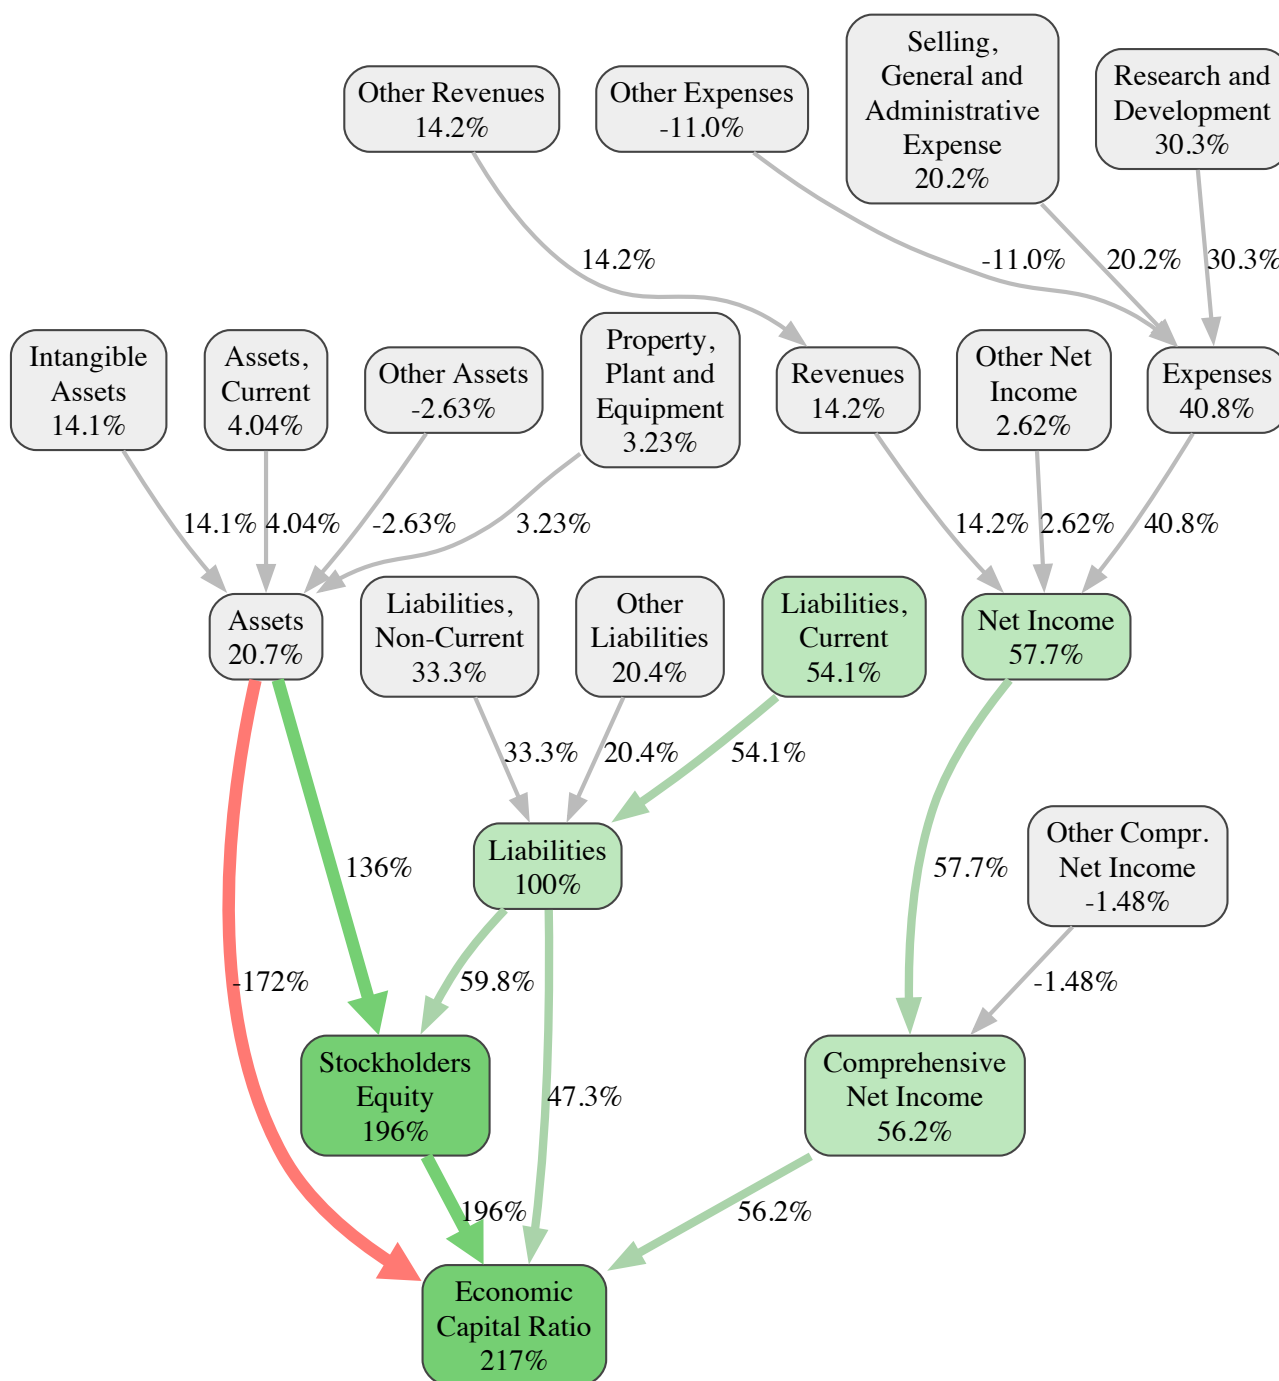 Selling,
General and
Administrative
Expense
20.2%
Other Revenues
14.2%
Other Expenses
-11.0%
Research and
Development
30.3%
14.2%
-11.0%
20.2%
30.3%
Intangible
Assets
14.1%
Assets,
Current
4.04%
Other Assets
-2.63%
Property,
Plant and
Equipment
3.23%
Revenues
14.2%
Other Net
Income
2.62%
Expenses
40.8%
14.1%
4.04%
-2.63%
3.23%
14.2%
2.62%
40.8%
Assets
20.7%
Liabilities,
Non-Current
33.3%
Other
Liabilities
20.4%
Liabilities,
Current
54.1%
Net Income
57.7%
33.3%
20.4%
54.1%
136%
Liabilities
100%
57.7%
Other Compr.
Net Income
-1.48%
-172%
59.8%
-1.48%
Stockholders
Equity
196%
47.3%
Comprehensive
Net Income
56.2%
196%
56.2%
Economic
Capital Ratio
217%